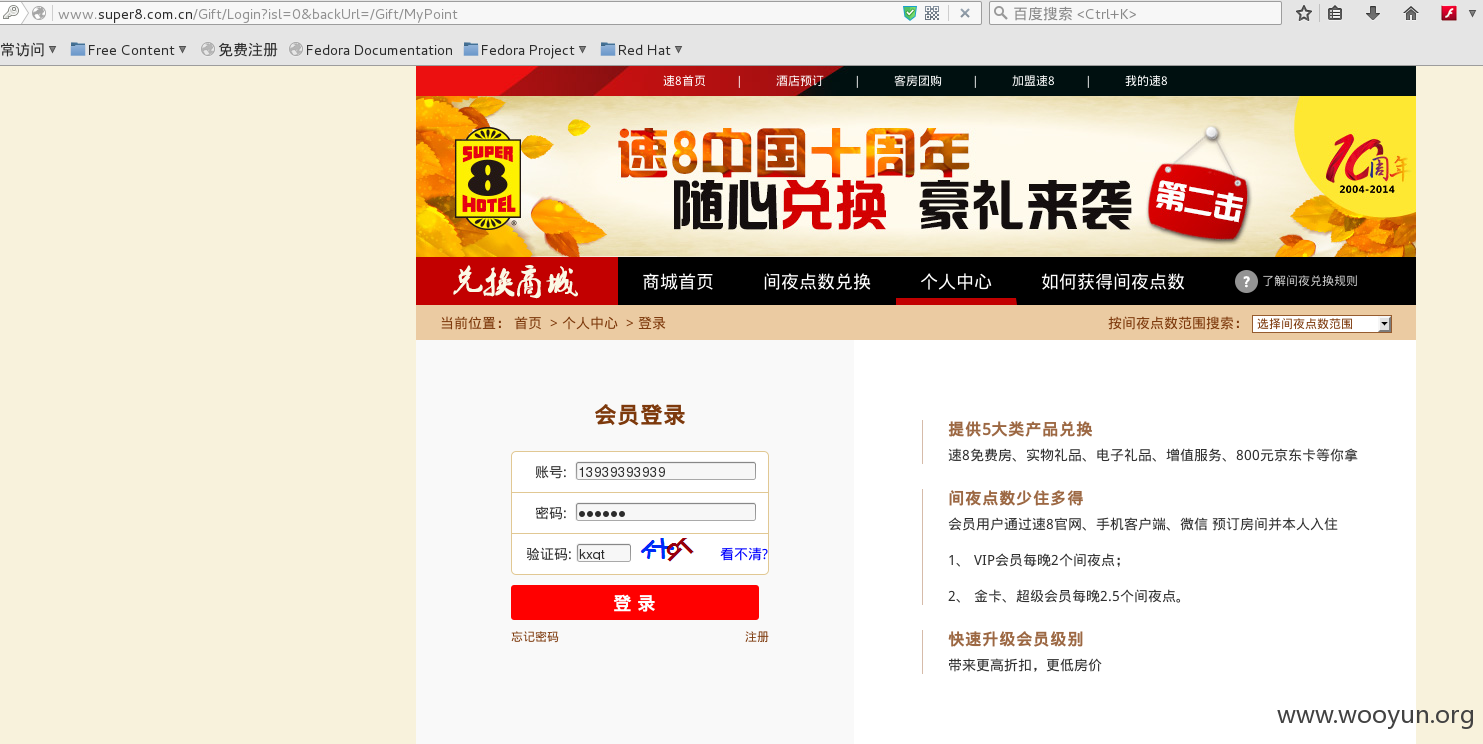 www.super8.com.cn/Gift/Login?isl=0&backUrl=/Gift/MyPoint
百度搜索 <Ctrl+K>
常访问 Free Content 免费注册 Fedora Documentation Fedora Project Red Hat
速8首页 | 酒店预订 | 客房团购 | 加盟速8 | 我的速8
SUPER 8 HOTEL
速8中国十周年
随心兑换 豪礼来袭
第二击
10周年
2004-2014
兑换商城 商城首页 间夜点数兑换 个人中心 如何获得间夜点数 ? 了解间夜兑换规则
当前位置: 首页 > 个人中心 > 登录
按间夜点数范围搜索: 选择间夜点数范围
会员登录
账号: 13939393939
密码: ●●●●●●
验证码: kxqt 看不清?
登录
忘记密码 注册
提供5大类产品兑换
速8免费房、实物礼品、电子礼品、增值服务、800元京东卡等你拿
间夜点数少住多得
会员用户通过速8官网、手机客户端、微信 预订房间并本人入住
1、 VIP会员每晚2个间夜点;
2、 金卡、超级会员每晚2.5个间夜点。
快速升级会员级别
带来更高折扣，更低房价
www.wooyun.org